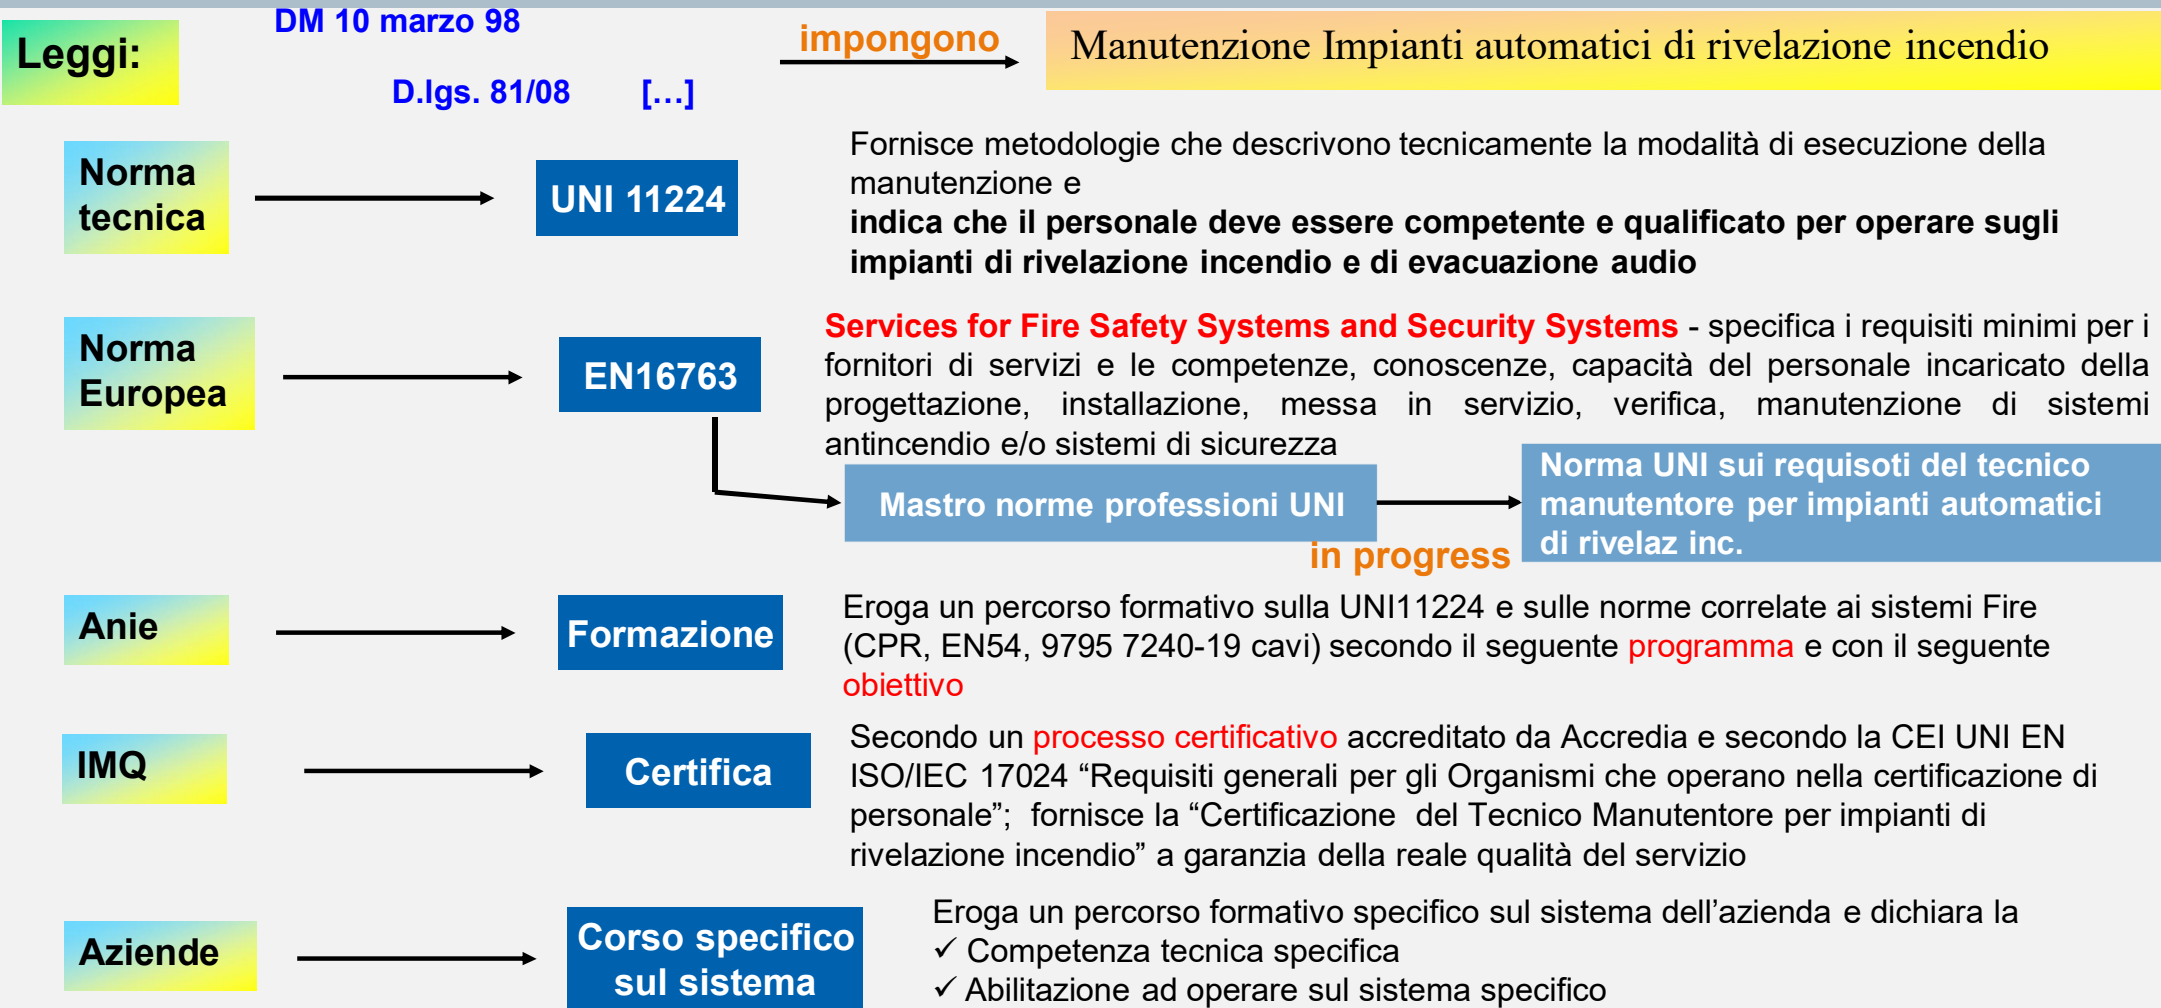 DM 10 marzo 98
Leggi:
impongono
Manutenzione Impianti automatici di rivelazione incendio
D.lgs. 81/08 […]
Norma
tecnica
UNI 11224
Fornisce metodologie che descrivono tecnicamente la modalità di esecuzione della
manutenzione e
indica che il personale deve essere competente e qualificato per operare sugli
impianti di rivelazione incendio e di evacuazione audio
Norma
Europea
EN16763
Services for Fire Safety Systems and Security Systems - specifica i requisiti minimi per i
fornitori di servizi e le competenze, conoscenze, capacità del personale incaricato della
progettazione, installazione, messa in servizio, verifica, manutenzione di sistemi
antincendio e/o sistemi di sicurezza
Mastro norme professioni UNI
Norma UNI sui requisoti del tecnico
manutentore per impianti automatici
di rivelaz inc.
in progress
Anie
Formazione
Eroga un percorso formativo sulla UNI11224 e sulle norme correlate ai sistemi Fire
(CPR, EN54, 9795 7240-19 cavi) secondo il seguente programma e con il seguente
obiettivo
IMQ
Certifica
Secondo un processo certificativo accreditato da Accredia e secondo la CEI UNI EN
ISO/IEC 17024 “Requisiti generali per gli Organismi che operano nella certificazione di
personale”; fornisce la “Certificazione del Tecnico Manutentore per impianti di
rivelazione incendio” a garanzia della reale qualità del servizio
Aziende
Corso specifico
sul sistema
Eroga un percorso formativo specifico sul sistema dell’azienda e dichiara la
✓ Competenza tecnica specifica
✓ Abilitazione ad operare sul sistema specifico